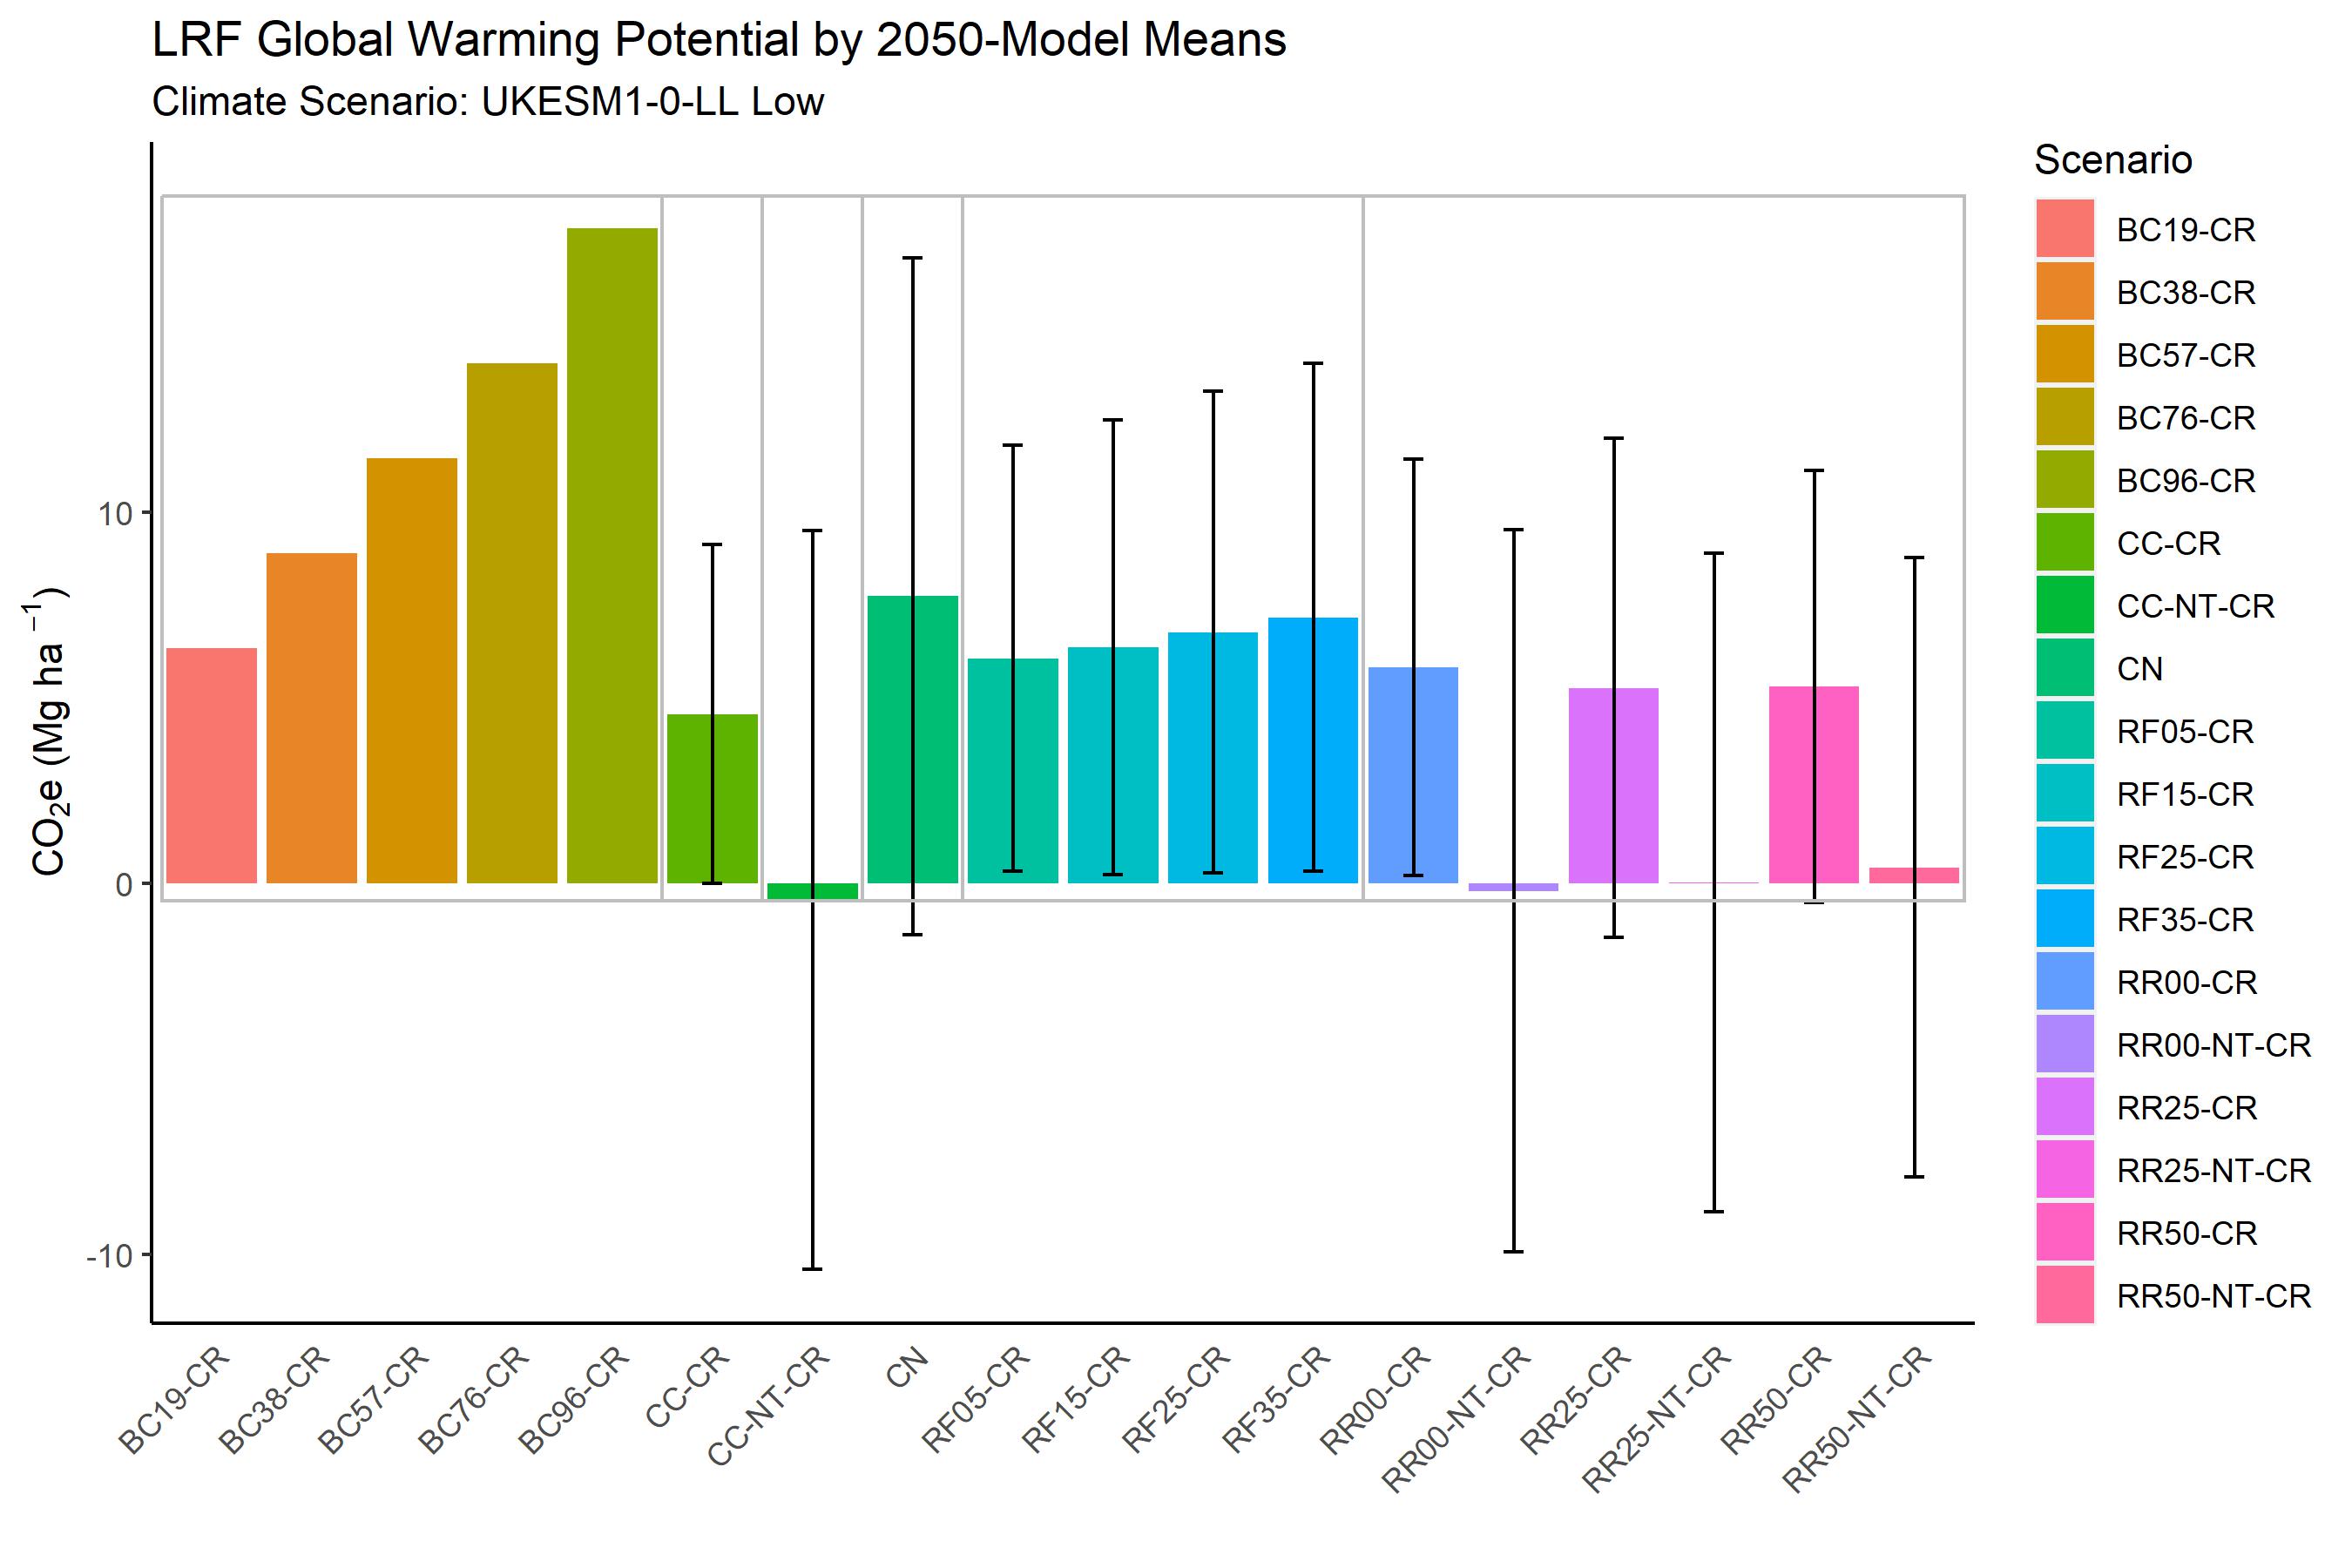 LRF Global Warming Potential by 2050-Model Means
Climate Scenario: UKESM1-0-LL Low
CO₂e (Mg ha ⁻¹)
10
0
-10
BC19-CR
BC38-CR
BC57-CR
BC76-CR
BC96-CR
CC-CR
CC-NT-CR
CN
RF05-CR
RF15-CR
RF25-CR
RF35-CR
RR00-CR
RR00-NT-CR
RR25-CR
RR25-NT-CR
RR50-CR
RR50-NT-CR
Scenario
BC19-CR
BC38-CR
BC57-CR
BC76-CR
BC96-CR
CC-CR
CC-NT-CR
CN
RF05-CR
RF15-CR
RF25-CR
RF35-CR
RR00-CR
RR00-NT-CR
RR25-CR
RR25-NT-CR
RR50-CR
RR50-NT-CR